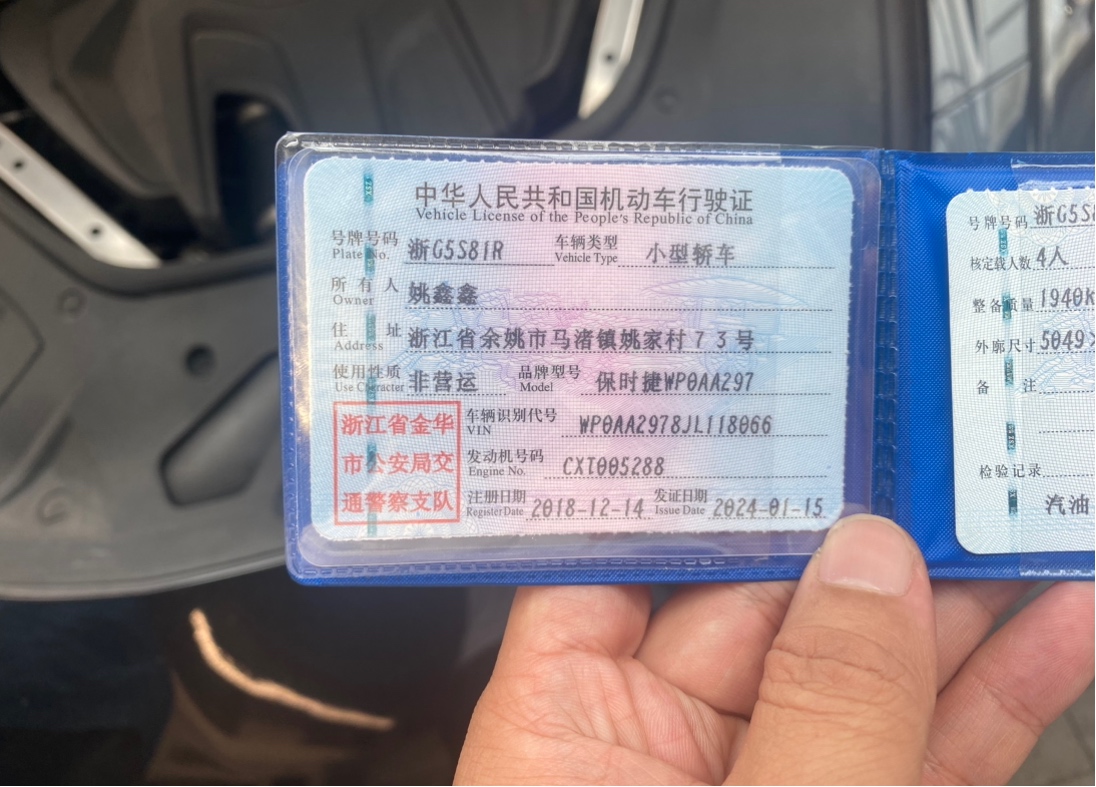 中华人民共和国机动车行驶证
Vehicle License of the People's Republic of China
号牌号码 浙G5S81R 车辆类型 小型轿车
Plate No. Vehicle Type
所有人 姚鑫鑫
Owner
住址 浙江省余姚市马渚镇姚家村73号
Address
使用性质 非营运 品牌型号 保时捷WP0AA297
Use Character Model
浙江省金华
市公安局交
通警察支队
车辆识别代号 WP0AA2978JL118066
VIN
发动机号码 CXT005288
Engine No.
注册日期 2018-12-14 发证日期 2024-01-15
Register Date Issue Date
号牌号码 浙G5S8
核定载人数 4人
整备质量 1940k
外廓尺寸 5049×
备注
检验记录
汽油